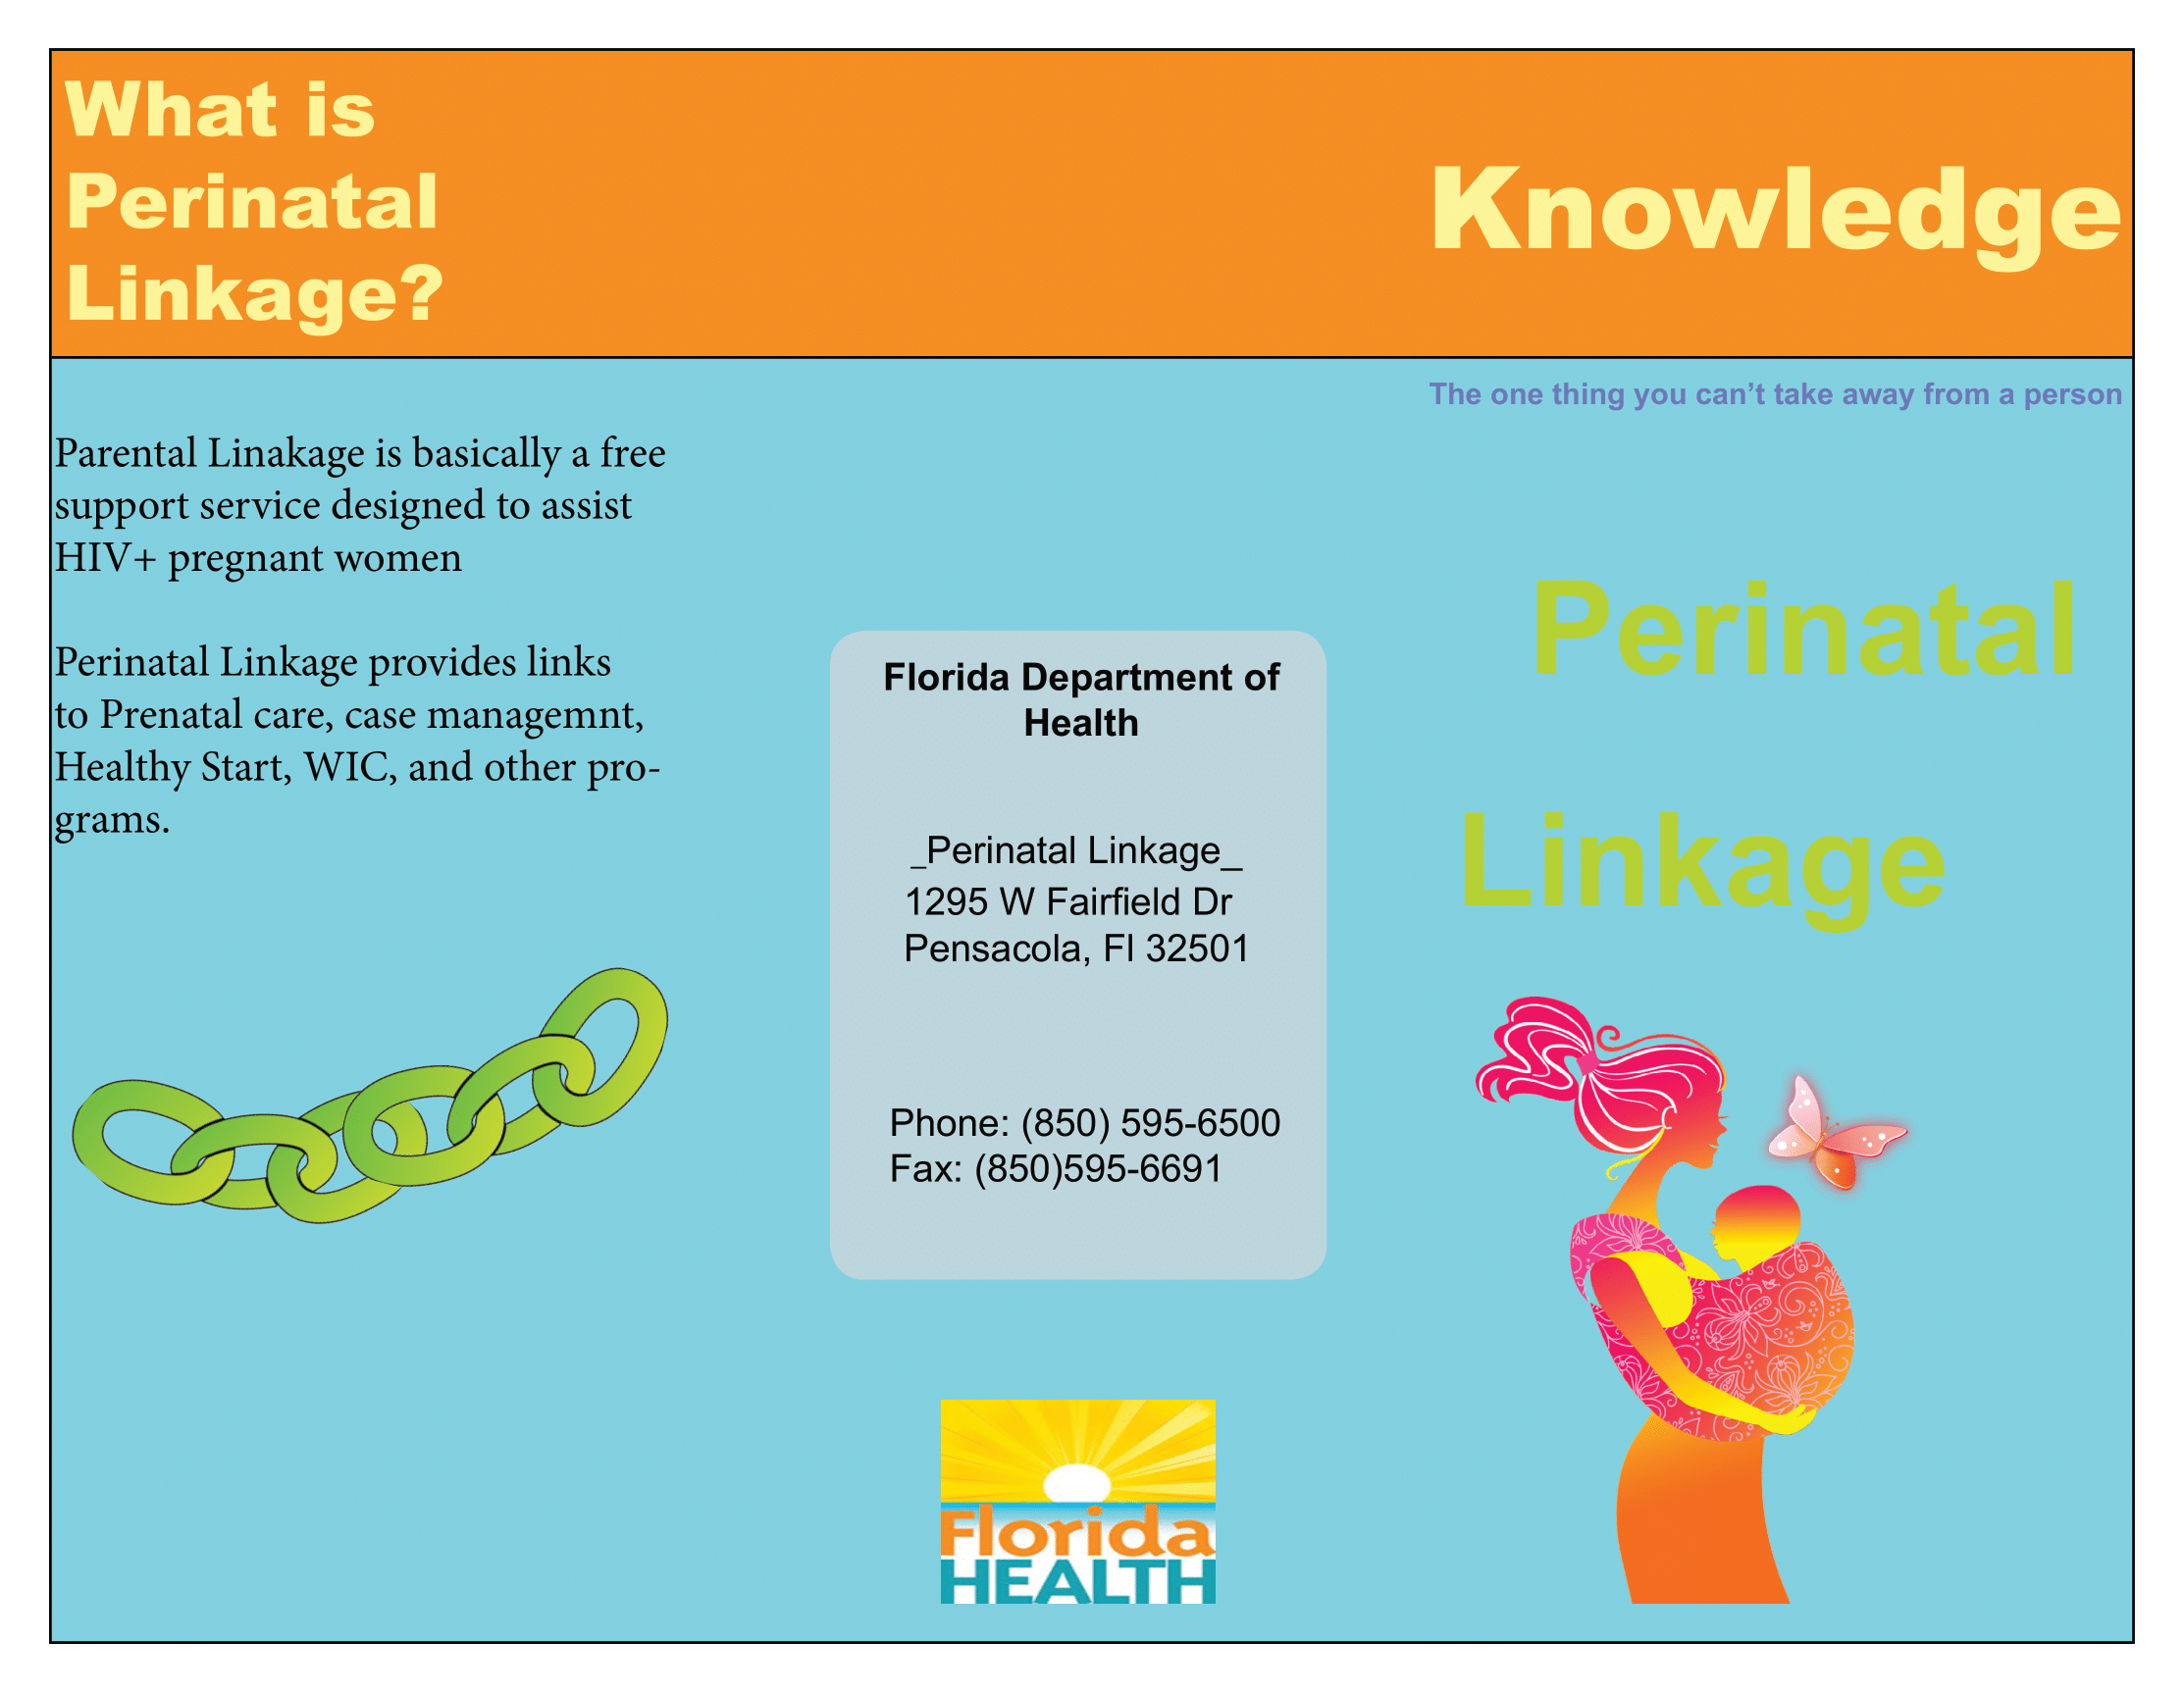 What is
Perinatal
Linkage?
Parental Linakage is basically a free
support service designed to assist
HIV+ pregnant women
Perinatal Linkage provides links
to Prenatal care, case managemnt,
Healthy Start, WIC, and other pro-
grams.
Florida Department of
Health
_Perinatal Linkage_
1295 W Fairfield Dr
Pensacola, Fl 32501
Phone: (850) 595-6500
Fax: (850)595-6691
Florida
HEALTH
Knowledge
The one thing you can’t take away from a person
Perinatal
Linkage